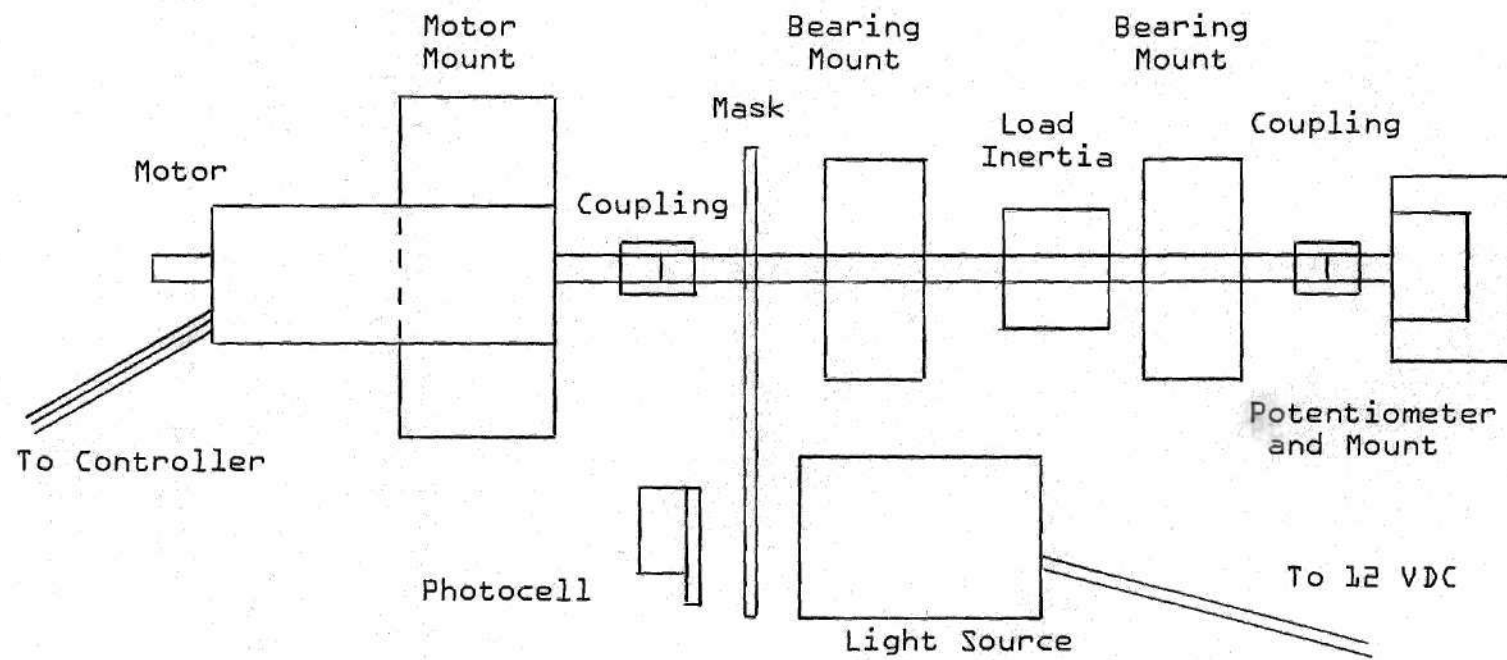 Motor
Mount
Bearing
Mount
Bearing
Mount
Mask
Load
Inertia
Coupling
Motor
Coupling
To Controller
Potentiometer
and Mount
Photocell
To 12 VDC
Light Source